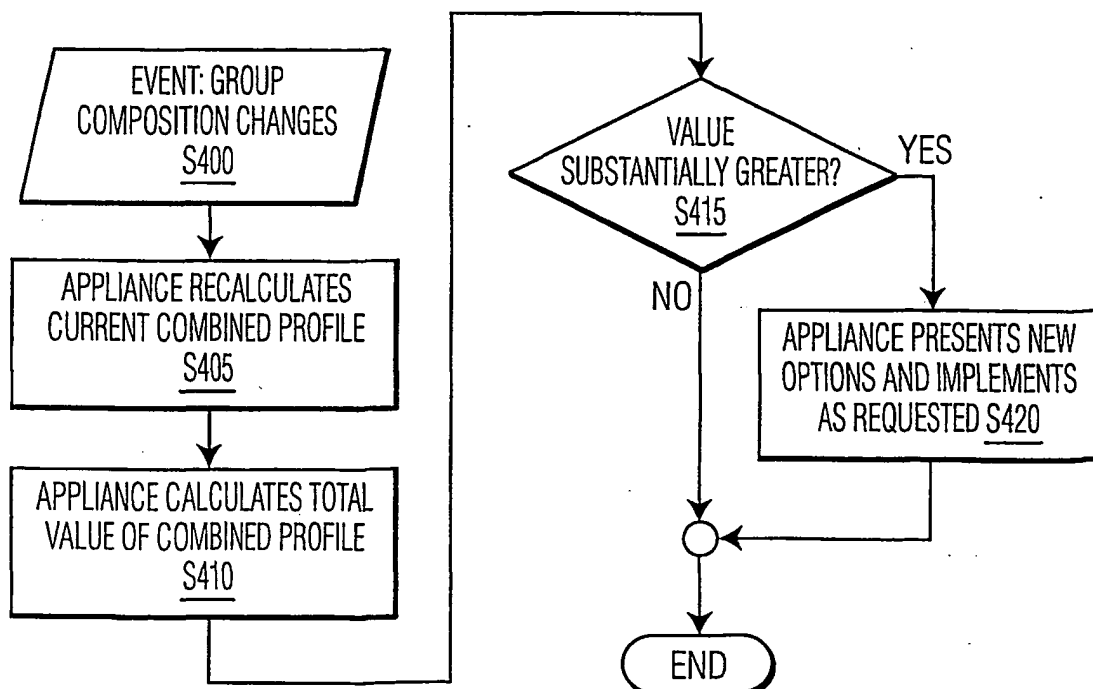 EVENT: GROUP
COMPOSITION CHANGES
S400
APPLIANCE RECALCULATES
CURRENT COMBINED PROFILE
S405
APPLIANCE CALCULATES TOTAL
VALUE OF COMBINED PROFILE
S410
VALUE
SUBSTANTIALLY GREATER?
S415
YES
NO
APPLIANCE PRESENTS NEW
OPTIONS AND IMPLEMENTS
AS REQUESTED S420
END